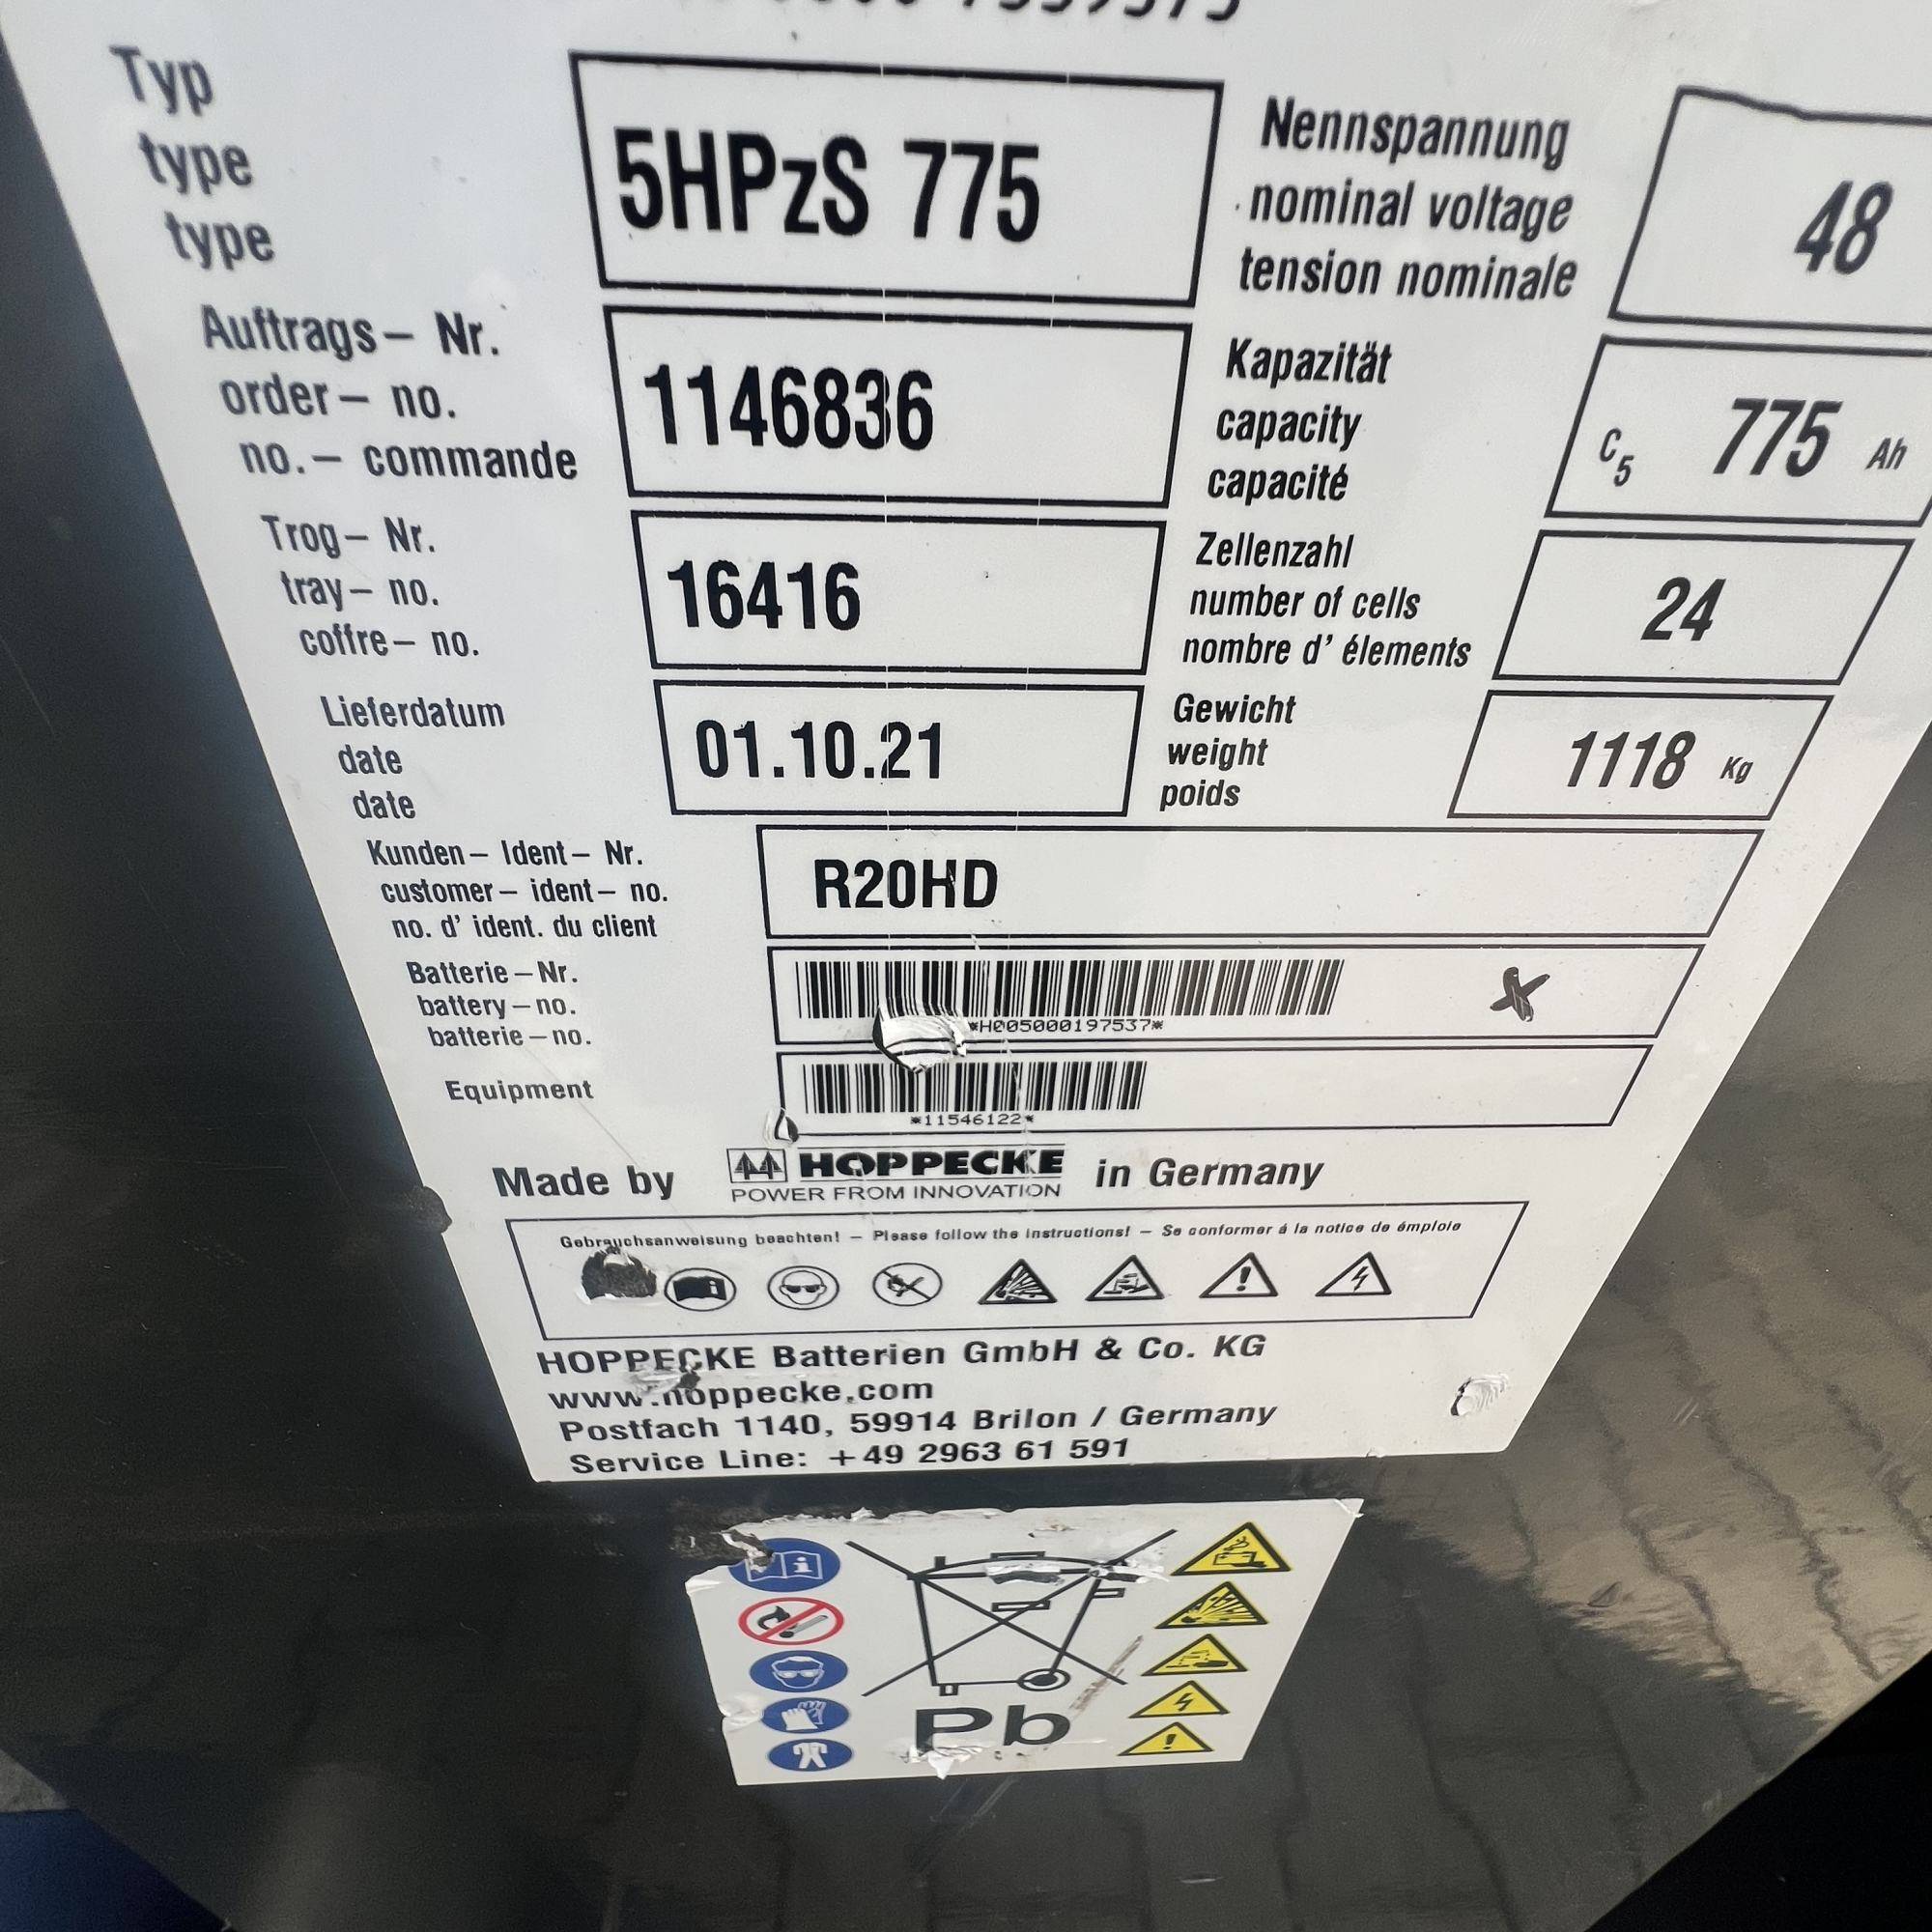 Typ
type
type
5HPzS 775
Nennspannung
nominal voltage
tension nominale
48
Auftrags– Nr.
order– no.
no.– commande
1146836
Kapazität
capacity
capacité
C5 775 Ah
Trog– Nr.
tray– no.
coffre– no.
16416
Zellenzahl
number of cells
nombre d' élements
24
Lieferdatum
date
date
01.10.21
Gewicht
weight
poids
1118 Kg
Kunden– Ident– Nr.
customer– ident– no.
no. d' ident. du client
R20HD
Batterie–Nr.
battery–no.
batterie–no.
*H005000197537*
Equipment
*11546122*
Made by HOPPECKE in Germany
POWER FROM INNOVATION
Gebrauchsanweisung beachten! – Please follow the instructions! – Se conformer á la notice de émploie
HOPPECKE Batterien GmbH & Co. KG
www.hoppecke.com
Postfach 1140, 59914 Brilon / Germany
Service Line: +49 2963 61 591
Pb